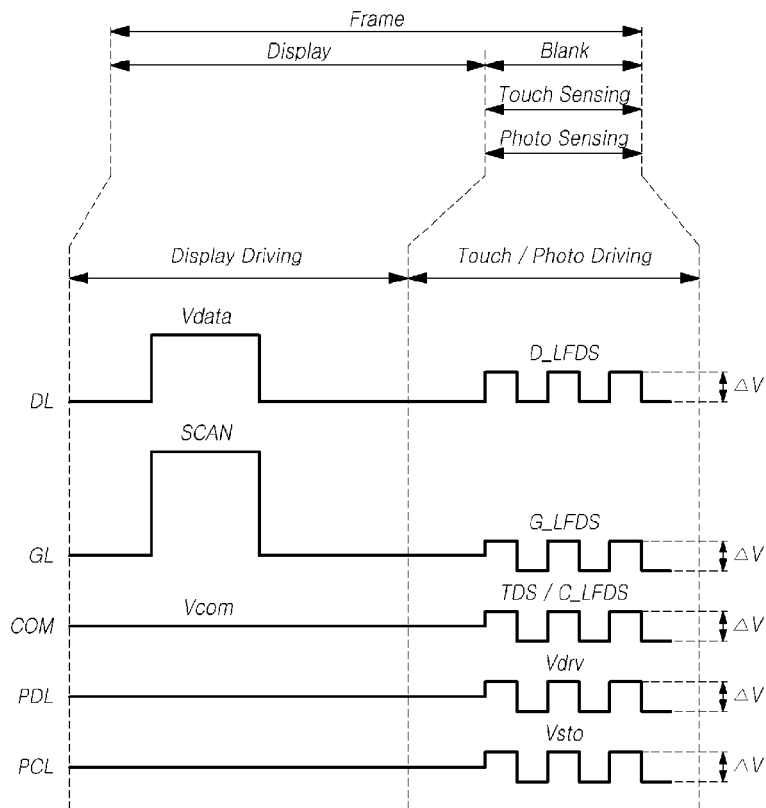 Frame
Display Blank
Touch Sensing
Photo Sensing
Display Driving Touch / Photo Driving
Vdata
D_LFDS
DL △V
SCAN
G_LFDS
GL △V
TDS / C_LFDS
Vcom
COM △V
Vdrv
PDL △V
Vsto
PCL △V